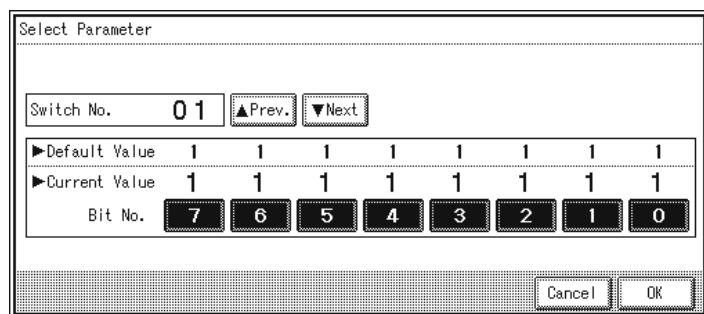 Select Parameter
Switch No. 01 ▲Prev. ▼Next
▶Default Value 1 1 1 1 1 1 1 1
▶Current Value 1 1 1 1 1 1 1 1
Bit No. 7 6 5 4 3 2 1 0
Cancel OK